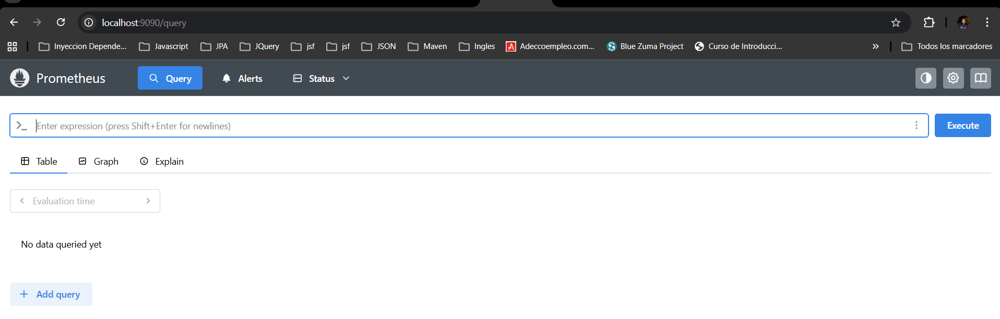 localhost:9090/query
Inyeccion Depende... Javascript JPA JQuery jsf jsf JSON Maven Ingles Adeccoempleo.com... Blue Zuma Project Curso de Introducci... Todos los marcadores
Prometheus Query Alerts Status
Enter expression (press Shift+Enter for newlines) Execute
Table Graph Explain
Evaluation time
No data queried yet
Add query